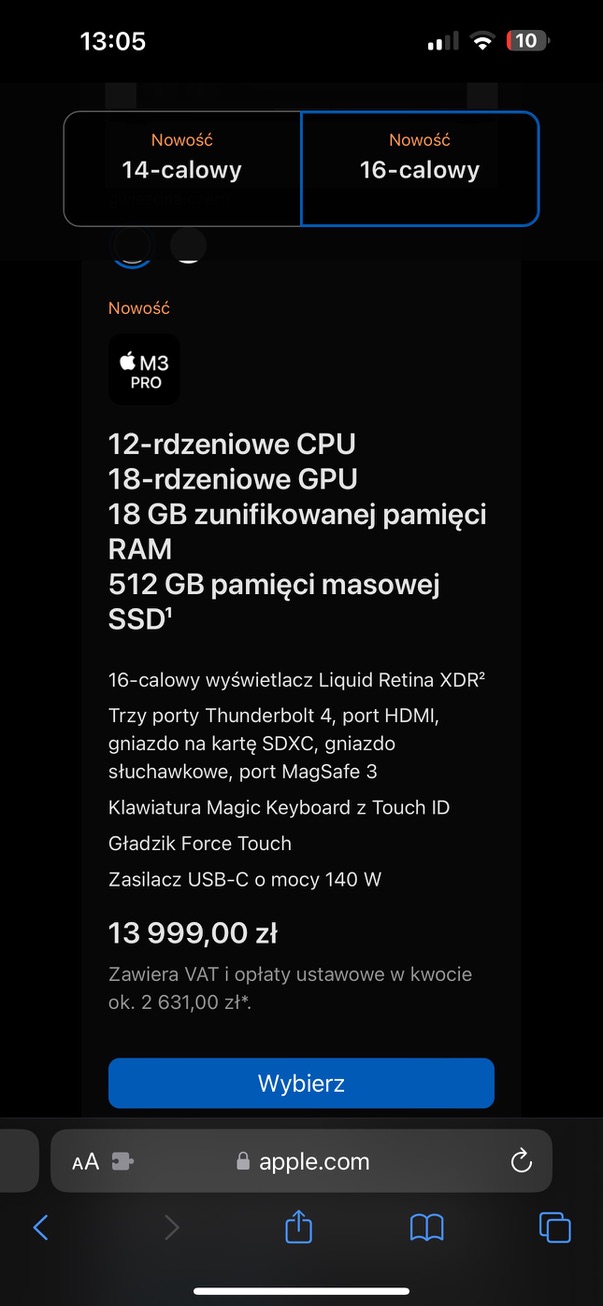 13:05
10
Nowość
14-calowy
Nowość
16-calowy
Nowość
M3
PRO
12-rdzeniowe CPU
18-rdzeniowe GPU
18 GB zunifikowanej pamięci
RAM
512 GB pamięci masowej
SSD¹
16-calowy wyświetlacz Liquid Retina XDR²
Trzy porty Thunderbolt 4, port HDMI,
gniazdo na kartę SDXC, gniazdo
słuchawkowe, port MagSafe 3
Klawiatura Magic Keyboard z Touch ID
Gładzik Force Touch
Zasilacz USB-C o mocy 140 W
13 999,00 zł
Zawiera VAT i opłaty ustawowe w kwocie
ok. 2 631,00 zł*.
Wybierz
AA
apple.com